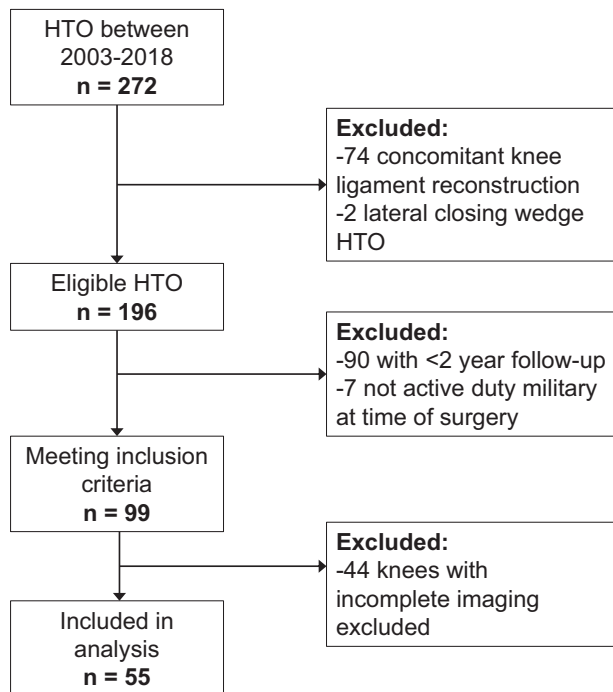 HTO between
2003-2018
n = 272
Excluded:
-74 concomitant knee
ligament reconstruction
-2 lateral closing wedge
HTO
Eligible HTO
n = 196
Excluded:
-90 with <2 year follow-up
-7 not active duty military
at time of surgery
Meeting inclusion
criteria
n = 99
Excluded:
-44 knees with
incomplete imaging
excluded
Included in
analysis
n = 55